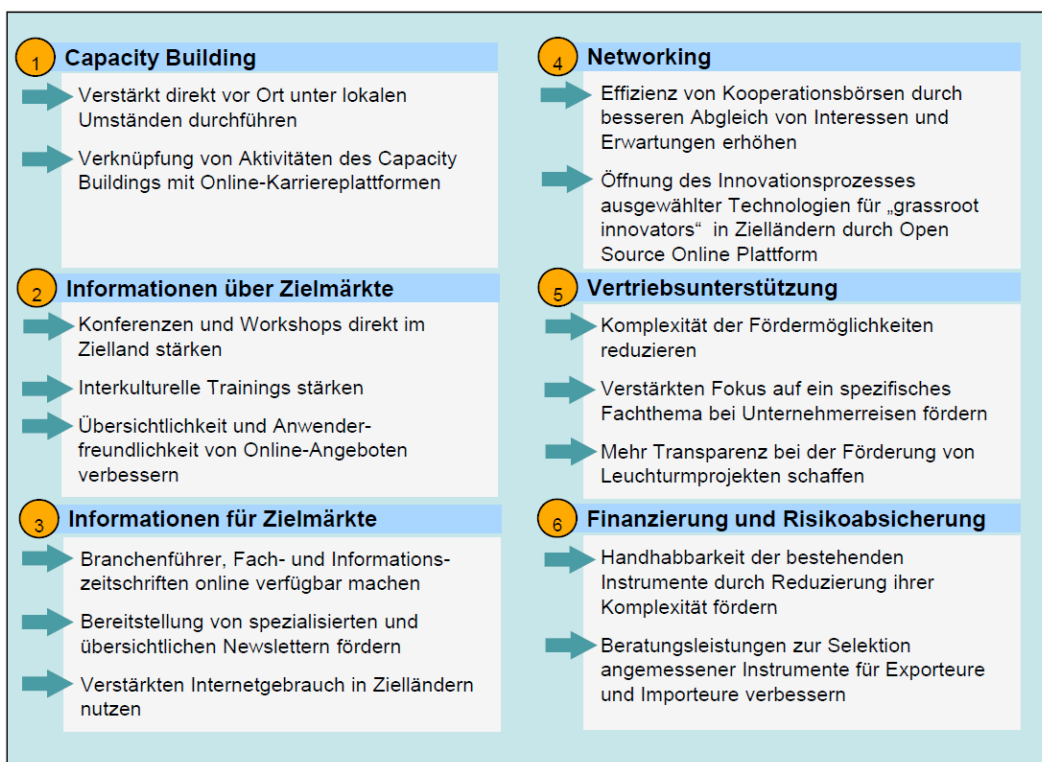 1 Capacity Building
Verstärkt direkt vor Ort unter lokalen
Umständen durchführen
Verknüpfung von Aktivitäten des Capacity
Buildings mit Online-Karriereplattformen
2 Informationen über Zielmärkte
Konferenzen und Workshops direkt im
Zielland stärken
Interkulturelle Trainings stärken
Übersichtlichkeit und Anwender-
freundlichkeit von Online-Angeboten
verbessern
3 Informationen für Zielmärkte
Branchenführer, Fach- und Informations-
zeitschriften online verfügbar machen
Bereitstellung von spezialisierten und
übersichtlichen Newslettern fördern
Verstärkten Internetgebrauch in Zielländern
nutzen
4 Networking
Effizienz von Kooperationsbörsen durch
besseren Abgleich von Interessen und
Erwartungen erhöhen
Öffnung des Innovationsprozesses
ausgewählter Technologien für „grassroot
innovators“ in Zielländern durch Open
Source Online Plattform
5 Vertriebsunterstützung
Komplexität der Fördermöglichkeiten
reduzieren
Verstärkten Fokus auf ein spezifisches
Fachthema bei Unternehmerreisen fördern
Mehr Transparenz bei der Förderung von
Leuchturmprojekten schaffen
6 Finanzierung und Risikoabsicherung
Handhabbarkeit der bestehenden
Instrumente durch Reduzierung ihrer
Komplexität fördern
Beratungsleistungen zur Selektion
angemessener Instrumente für Exporteure
und Importeure verbessern